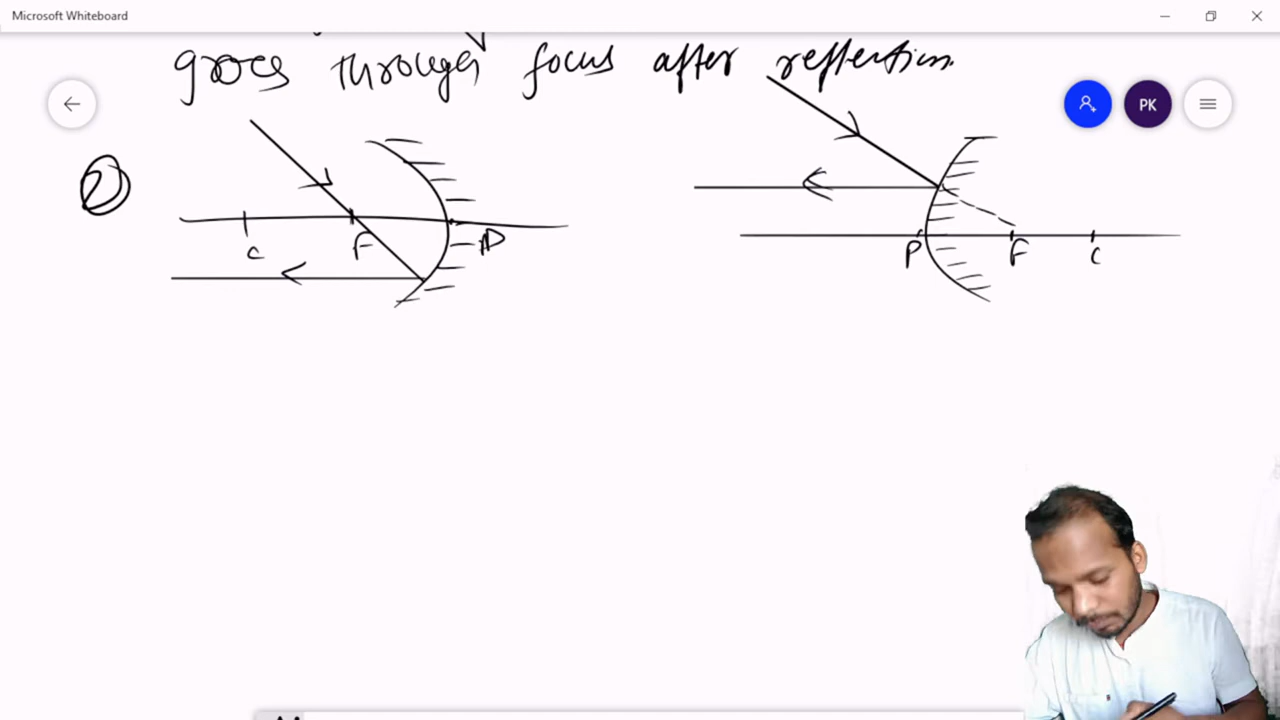 Microsoft Whiteboard
goes through focus after reflection.
PK
2
C F P
P F C